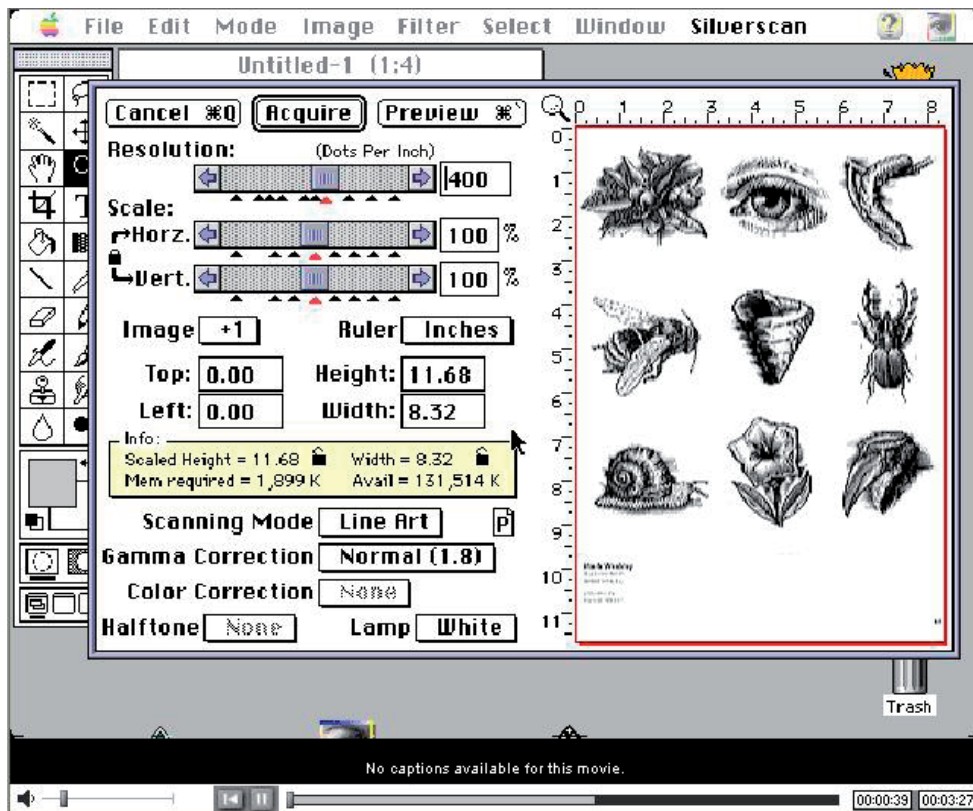 File Edit Mode Image Filter Select Window Silverscan
Untitled-1 (1:4)
Cancel ⌘Q Acquire Preview ⌘`
0 1 2 3 4 5 6 7 8
Resolution: (Dots Per Inch)
400
Scale:
Horz. 100 %
Vert. 100 %
Image +1 Ruler Inches
Top: 0.00 Height: 11.68
Left: 0.00 Width: 8.32
Info:
Scaled Height = 11.68 Width = 8.32
Mem required = 1,899 K Avail = 131,514 K
Scanning Mode Line Art P
Gamma Correction Normal (1.8)
Color Correction None
Halftone None Lamp White
0
1
2
3
4
5
6
7
8
9
10
11
T
Trash
No captions available for this movie.
00:00:39 00:03:27